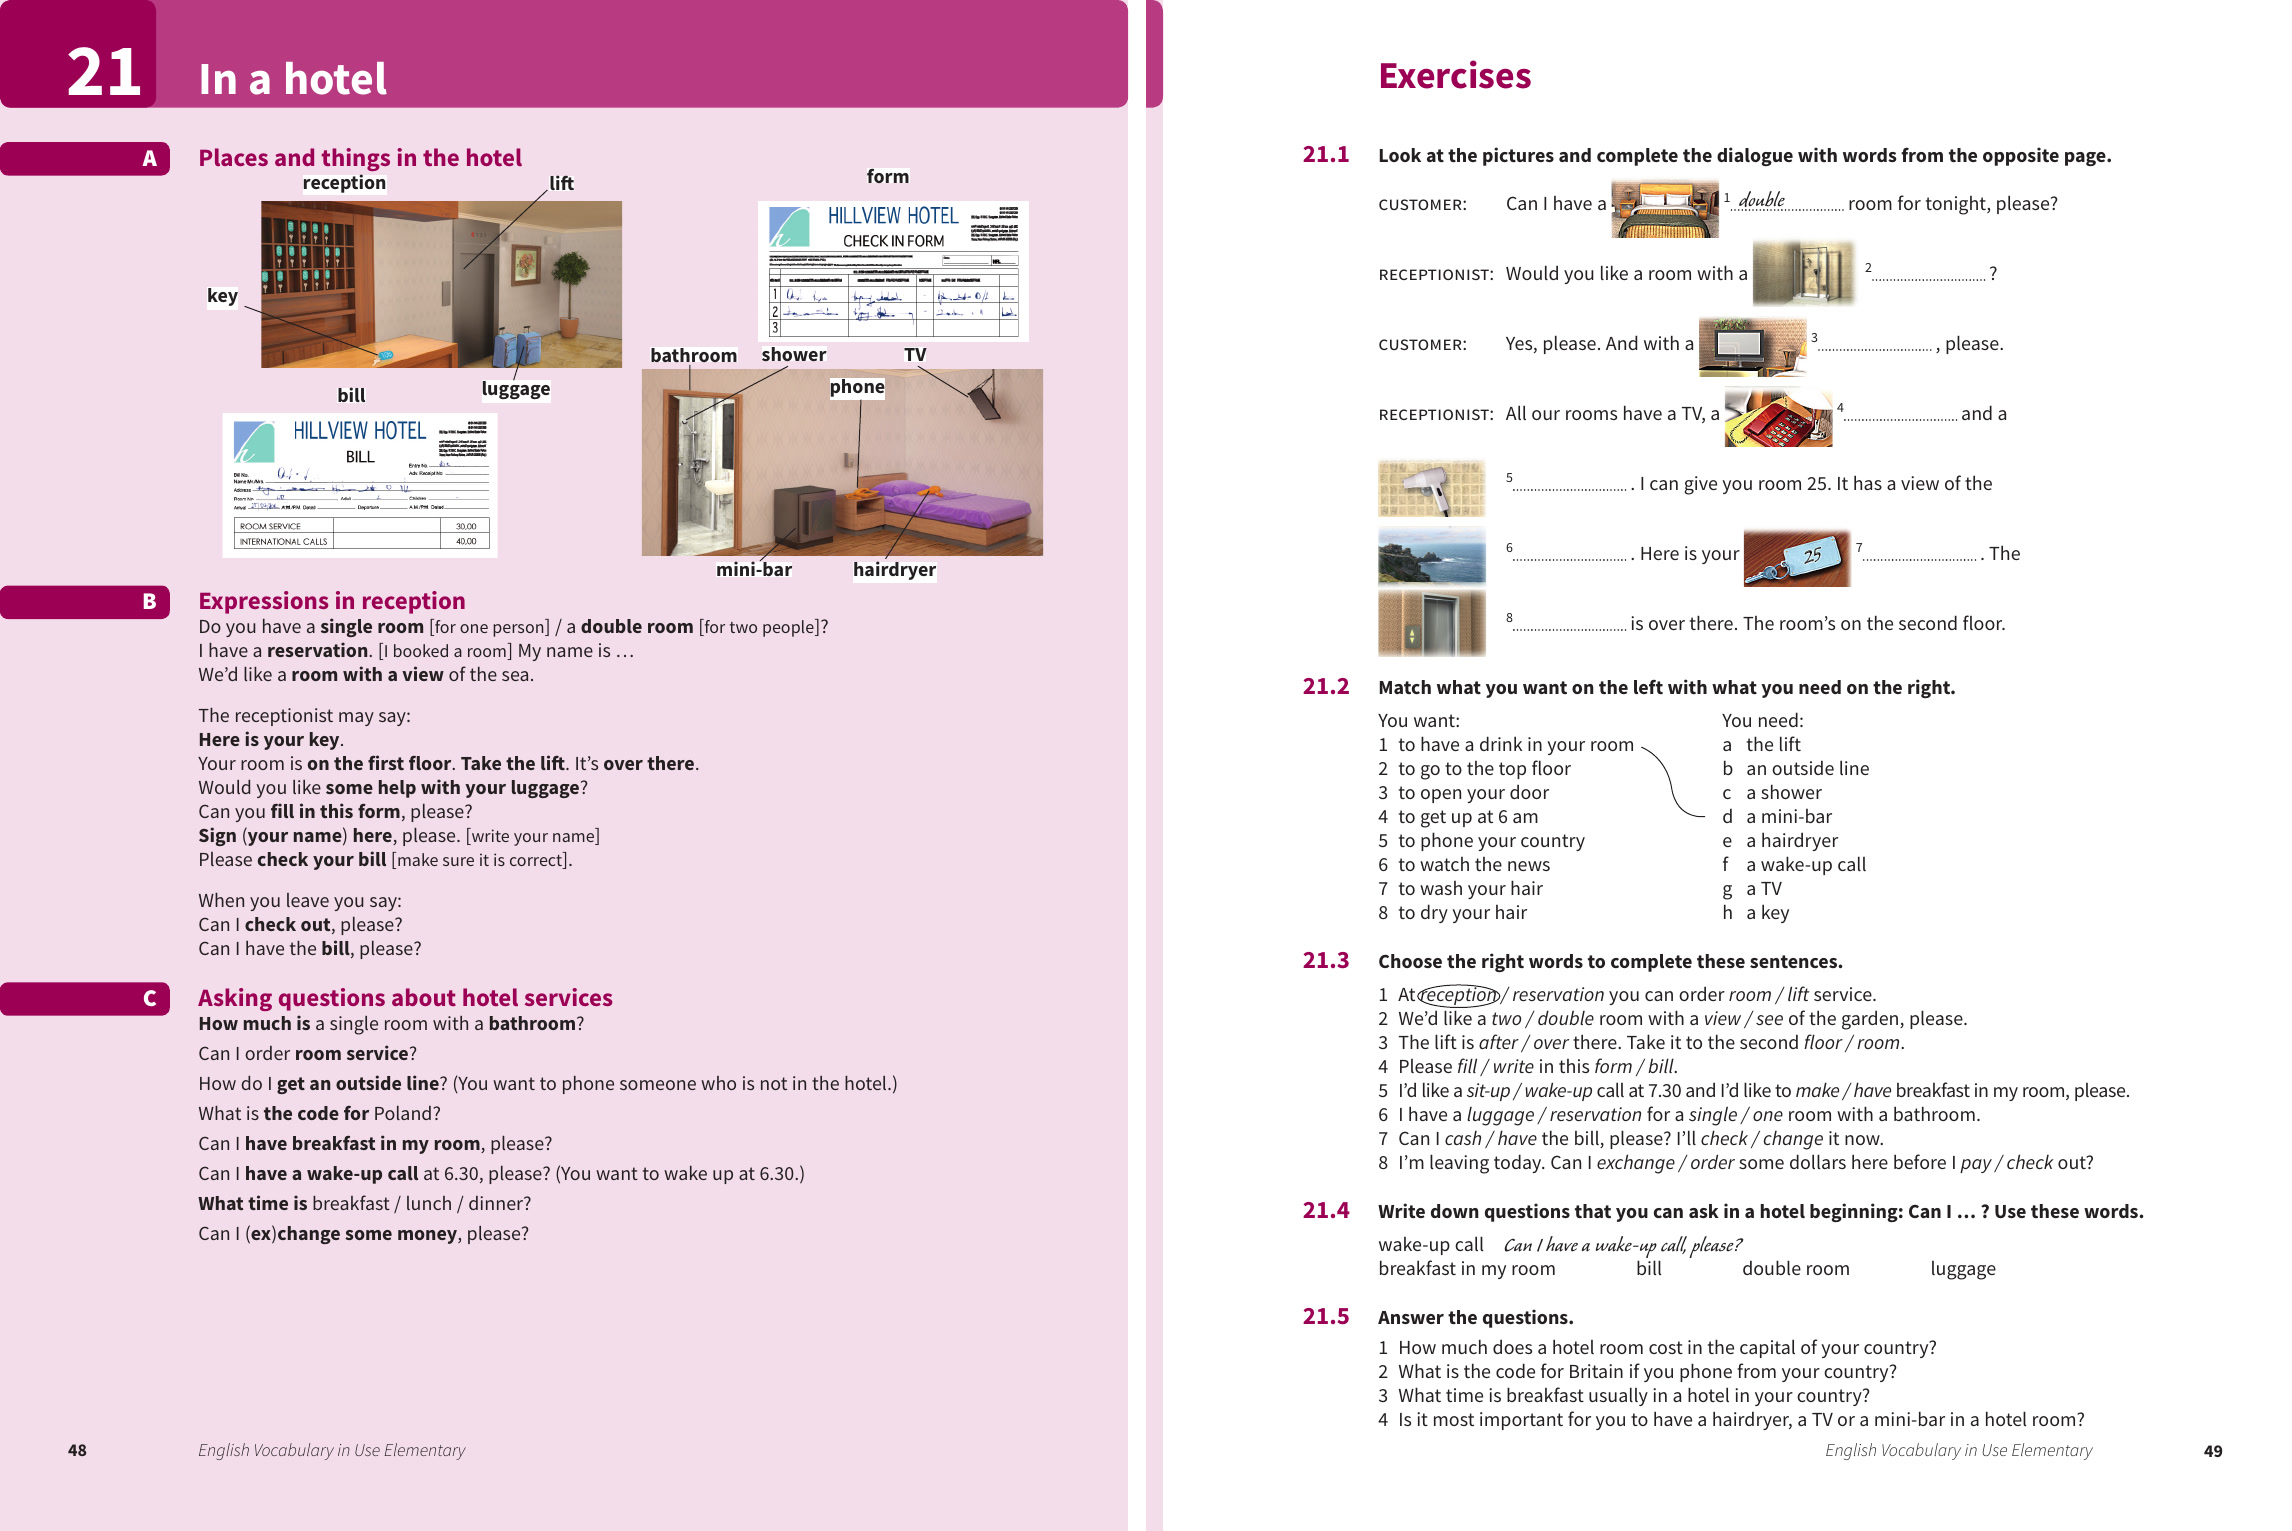 21
In a hotel
A
Places and things in the hotel
reception
lift
form
key
HILLVIEW HOTEL
CHECK IN FORM
1
2
3
bathroom
shower
TV
phone
luggage
bill
HILLVIEW HOTEL
BILL
Bill No.
Name Mr./Mrs
Address
Entre No.
Adv. Receipt No.
Room No.
Adult
Children
Arrival
A.M./P.M. Dated
Departure
A.M./P.M. Dated
ROOM SERVICE 30,00
INTERNATIONAL CALLS 40,00
mini-bar
hairdryer
B
Expressions in reception
Do you have a single room [for one person] / a double room [for two people]?
I have a reservation. [I booked a room] My name is …
We’d like a room with a view of the sea.
The receptionist may say:
Here is your key.
Your room is on the first floor. Take the lift. It’s over there.
Would you like some help with your luggage?
Can you fill in this form, please?
Sign (your name) here, please. [write your name]
Please check your bill [make sure it is correct].
When you leave you say:
Can I check out, please?
Can I have the bill, please?
C
Asking questions about hotel services
How much is a single room with a bathroom?
Can I order room service?
How do I get an outside line? (You want to phone someone who is not in the hotel.)
What is the code for Poland?
Can I have breakfast in my room, please?
Can I have a wake-up call at 6.30, please? (You want to wake up at 6.30.)
What time is breakfast / lunch / dinner?
Can I (ex)change some money, please?
48
English Vocabulary in Use Elementary
Exercises
21.1 Look at the pictures and complete the dialogue with words from the opposite page.
CUSTOMER: Can I have a 1 double room for tonight, please?
RECEPTIONIST: Would you like a room with a 2 ?
CUSTOMER: Yes, please. And with a 3 , please.
RECEPTIONIST: All our rooms have a TV, a 4 and a
5 . I can give you room 25. It has a view of the
6 . Here is your 25 7 . The
8 is over there. The room’s on the second floor.
21.2 Match what you want on the left with what you need on the right.
You want: You need:
1 to have a drink in your room a the lift
2 to go to the top floor b an outside line
3 to open your door c a shower
4 to get up at 6 am d a mini-bar
5 to phone your country e a hairdryer
6 to watch the news f a wake-up call
7 to wash your hair g a TV
8 to dry your hair h a key
21.3 Choose the right words to complete these sentences.
1 At reception / reservation you can order room / lift service.
2 We’d like a two / double room with a view / see of the garden, please.
3 The lift is after / over there. Take it to the second floor / room.
4 Please fill / write in this form / bill.
5 I’d like a sit-up / wake-up call at 7.30 and I’d like to make / have breakfast in my room, please.
6 I have a luggage / reservation for a single / one room with a bathroom.
7 Can I cash / have the bill, please? I’ll check / change it now.
8 I’m leaving today. Can I exchange / order some dollars here before I pay / check out?
21.4 Write down questions that you can ask in a hotel beginning: Can I … ? Use these words.
wake-up call Can I have a wake-up call, please?
breakfast in my room bill double room luggage
21.5 Answer the questions.
1 How much does a hotel room cost in the capital of your country?
2 What is the code for Britain if you phone from your country?
3 What time is breakfast usually in a hotel in your country?
4 Is it most important for you to have a hairdryer, a TV or a mini-bar in a hotel room?
English Vocabulary in Use Elementary
49